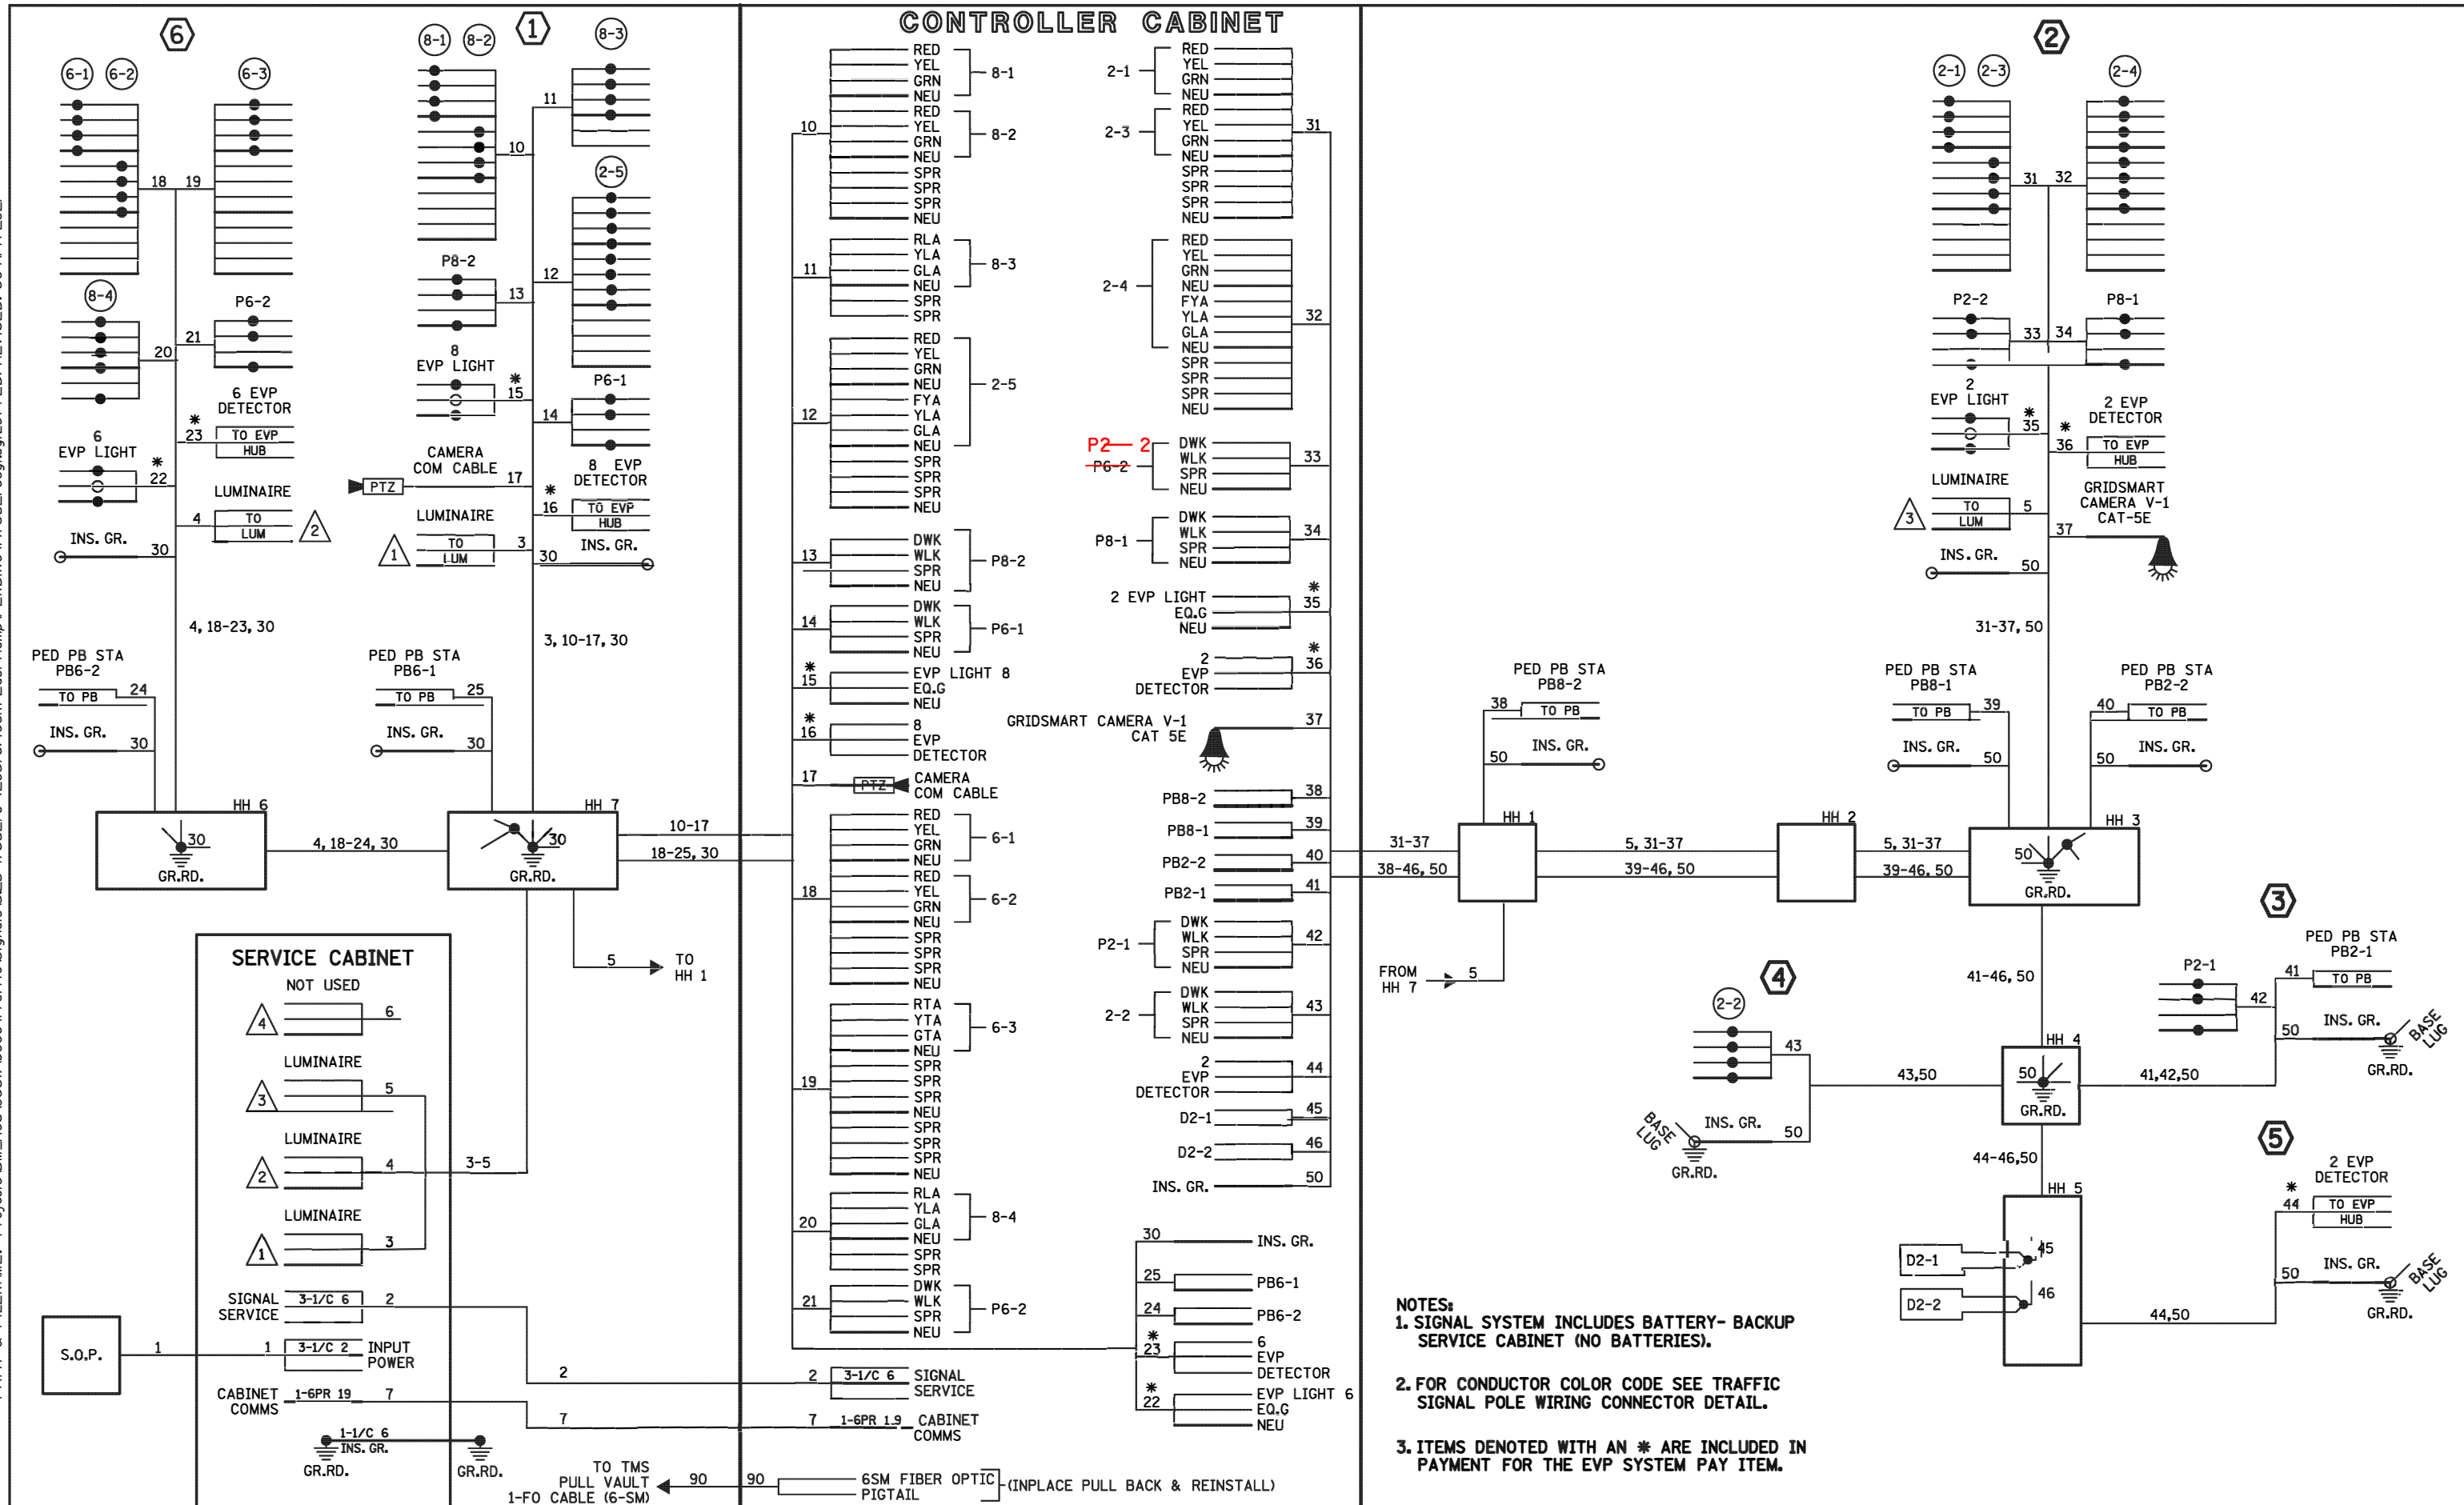 CONTROLLER CABINET
6
6-1 6-2 6-3
18 19
8-4
P6-2
20 21
6 EVP
DETECTOR
*
23 TO EVP
HUB
6
EVP LIGHT
*
22
LUMINAIRE
4 TO
LUM
2
INS. GR.
30
4, 18-23, 30
PED PB STA
PB6-2
TO PB 24
INS. GR.
30
HH 6
30
GR.RD.
4, 18-24, 30
1
8-1 8-2 8-3
11
10
2-5
P8-2
12
13
8
EVP LIGHT
*
15
P6-1
14
CAMERA
COM CABLE
PTZ 17
8 EVP
DETECTOR
*
16 TO EVP
HUB
LUMINAIRE
1
TO
LUM
3
INS. GR.
30
3, 10-17, 30
PED PB STA
PB6-1
TO PB 25
INS. GR.
30
HH 7
30
GR.RD.
10-17
18-25, 30
5 TO
HH 1
SERVICE CABINET
NOT USED
4 6
LUMINAIRE
3 5
LUMINAIRE
2 4
3-5
LUMINAIRE
1 3
SIGNAL
SERVICE
3-1/C 6 2
S.O.P.
1
1 3-1/C 2 INPUT
POWER
CABINET
COMMS
1-6PR 19 7
1-1/C 6
INS. GR.
GR.RD.
GR.RD.
2
7
TO TMS
PULL VAULT
1-FO CABLE (6-SM)
90
10
RED
YEL
GRN
NEU
8-1
RED
YEL
GRN
NEU
8-2
SPR
SPR
SPR
NEU
11
RLA
YLA
GLA
NEU
8-3
SPR
SPR
12
RED
YEL
GRN
NEU
FYA
YLA
GLA
NEU
2-5
SPR
SPR
SPR
NEU
13
DWK
WLK
SPR
NEU
P8-2
14
DWK
WLK
SPR
NEU
P6-1
*
15
EVP LIGHT 8
EQ.G
NEU
*
16
8
EVP
DETECTOR
17 PTZ CAMERA
COM CABLE
18
RED
YEL
GRN
NEU
6-1
RED
YEL
GRN
NEU
6-2
SPR
SPR
SPR
NEU
19
RTA
YTA
GTA
NEU
6-3
SPR
SPR
SPR
NEU
SPR
SPR
SPR
NEU
20
RLA
YLA
GLA
NEU
8-4
SPR
SPR
21
DWK
WLK
SPR
NEU
P6-2
2 3-1/C 6 SIGNAL
SERVICE
7 1-6PR 1.9 CABINET
COMMS
90 6SM FIBER OPTIC
PIGTAIL
(INPLACE PULL BACK & REINSTALL)
2-1
RED
YEL
GRN
NEU
2-3
RED
YEL
GRN
NEU
SPR
SPR
SPR
NEU
31
2-4
RED
YEL
GRN
NEU
FYA
YLA
GLA
NEU
SPR
SPR
SPR
NEU
32
P2- 2
P6-2
DWK
WLK
SPR
NEU
33
P8-1
DWK
WLK
SPR
NEU
34
2 EVP LIGHT
EQ.G
NEU
*
35
2
EVP
DETECTOR
*
36
GRIDSMART CAMERA V-1
CAT 5E
37
PB8-2 38
PB8-1 39
PB2-2 40
PB2-1 41
P2-1
DWK
WLK
SPR
NEU
42
2-2
DWK
WLK
SPR
NEU
43
2
EVP
DETECTOR
44
D2-1 45
D2-2 46
INS. GR. 50
30 INS. GR.
25 PB6-1
24 PB6-2
*
23
6
EVP
DETECTOR
*
22
EVP LIGHT 6
EQ.G
NEU
31-37
38-46, 50
HH 1
PED PB STA
PB8-2
38 TO PB
INS. GR.
50
FROM
HH 7
5
5, 31-37
39-46, 50
HH 2
5, 31-37
39-46, 50
2
2-1 2-3 2-4
31 32
P2-2 P8-1
33 34
2
EVP LIGHT
*
35
2 EVP
DETECTOR
*
36 TO EVP
HUB
LUMINAIRE
3
TO
LUM
5
GRIDSMART
CAMERA V-1
CAT-5E
37
INS. GR.
50
31-37, 50
PED PB STA
PB8-1
TO PB 39
INS. GR.
50
PED PB STA
PB2-2
40 TO PB
INS. GR.
50
HH 3
50
GR.RD.
41-46, 50
3
PED PB STA
PB2-1
41 TO PB
P2-1
42
INS. GR.
50
BASE
LUG
GR.RD.
4
2-2
43
43,50
INS. GR.
50
BASE
LUG
GR.RD.
HH 4
50
GR.RD.
41,42,50
44-46,50
5
2 EVP
DETECTOR
*
44 TO EVP
HUB
INS. GR.
50
BASE
LUG
GR.RD.
HH 5
D2-1 45
D2-2 46
44,50
NOTES:
1. SIGNAL SYSTEM INCLUDES BATTERY- BACKUP
SERVICE CABINET (NO BATTERIES).
2. FOR CONDUCTOR COLOR CODE SEE TRAFFIC
SIGNAL POLE WIRING CONNECTOR DETAIL.
3. ITEMS DENOTED WITH AN * ARE INCLUDED IN
PAYMENT FOR THE EVP SYSTEM PAY ITEM.